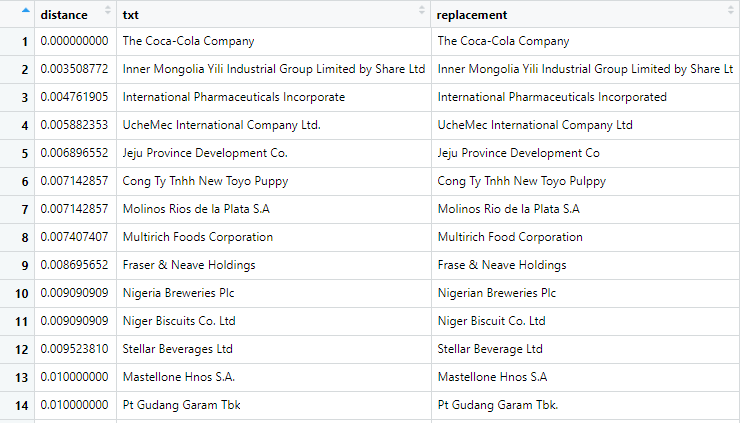 distance txt replacement
1 0.000000000 The Coca-Cola Company The Coca-Cola Company
2 0.003508772 Inner Mongolia Yili Industrial Group Limited by Share Ltd Inner Mongolia Yili Industrial Group Limited by Share Lt
3 0.004761905 International Pharmaceuticals Incorporate International Pharmaceuticals Incorporated
4 0.005882353 UcheMec International Company Ltd. UcheMec International Company Ltd
5 0.006896552 Jeju Province Development Co. Jeju Province Development Co
6 0.007142857 Cong Ty Tnhh New Toyo Puppy Cong Ty Tnhh New Toyo Pulppy
7 0.007142857 Molinos Rios de la Plata S.A Molinos Rio de la Plata S.A
8 0.007407407 Multirich Foods Corporation Multirich Food Corporation
9 0.008695652 Fraser & Neave Holdings Frase & Neave Holdings
10 0.009090909 Nigeria Breweries Plc Nigerian Breweries Plc
11 0.009090909 Niger Biscuits Co. Ltd Niger Biscuit Co. Ltd
12 0.009523810 Stellar Beverages Ltd Stellar Beverage Ltd
13 0.010000000 Mastellone Hnos S.A. Mastellone Hnos S.A
14 0.010000000 Pt Gudang Garam Tbk Pt Gudang Garam Tbk.